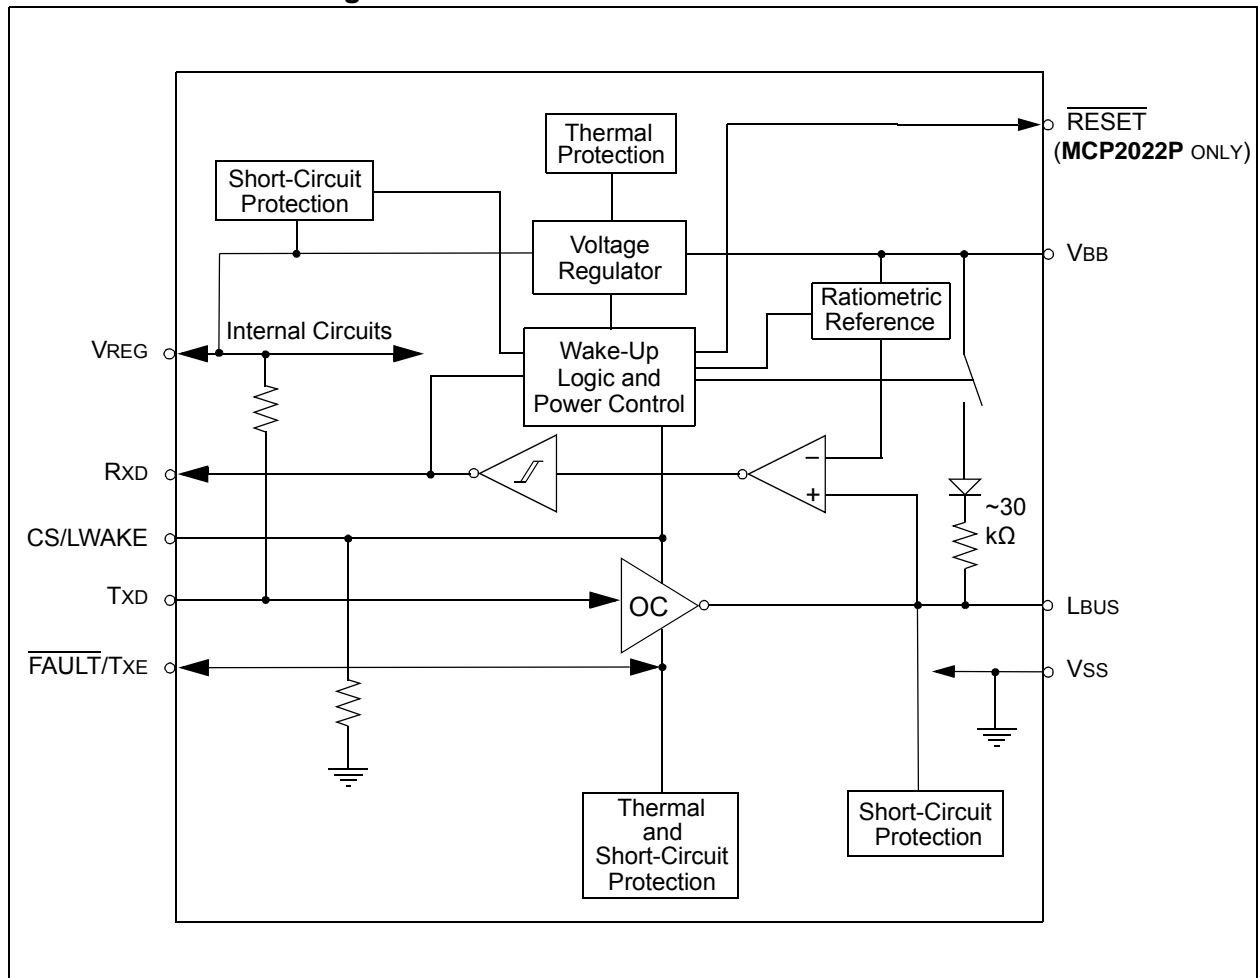 RESET
(MCP2022P ONLY)
Thermal
Protection
Short-Circuit
Protection
Voltage
Regulator
VBB
Ratiometric
Reference
Internal Circuits
VREG
Wake-Up
Logic and
Power Control
RXD
−
+
~30
kΩ
CS/LWAKE
TXD
OC
LBUS
FAULT/TXE
VSS
Thermal
and
Short-Circuit
Protection
Short-Circuit
Protection